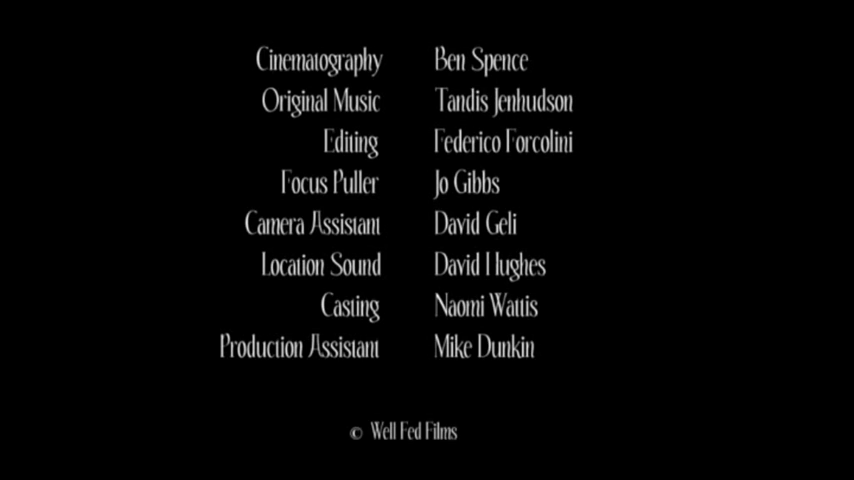 Cinematography Ben Spence
Original Music Tandis Jenhudson
Editing Federico Forcolini
Focus Puller Jo Gibbs
Camera Assistant David Geli
Location Sound David Hughes
Casting Naomi Wattis
Production Assistant Mike Dunkin
© Well Fed Films